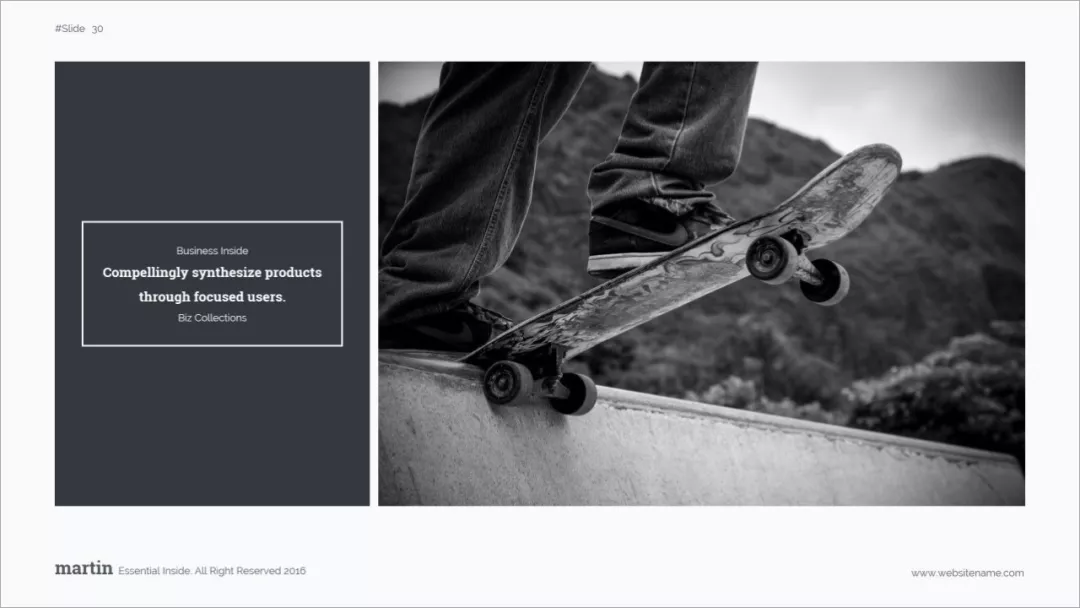 #Slide 30
Business Inside
Compellingly synthesize products
through focused users.
Biz Collections
martin Essential Inside. All Right Reserved 2016
www.websitename.com